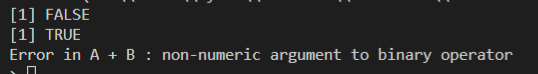 [1] FALSE
[1] TRUE
Error in A + B : non-numeric argument to binary operator
>